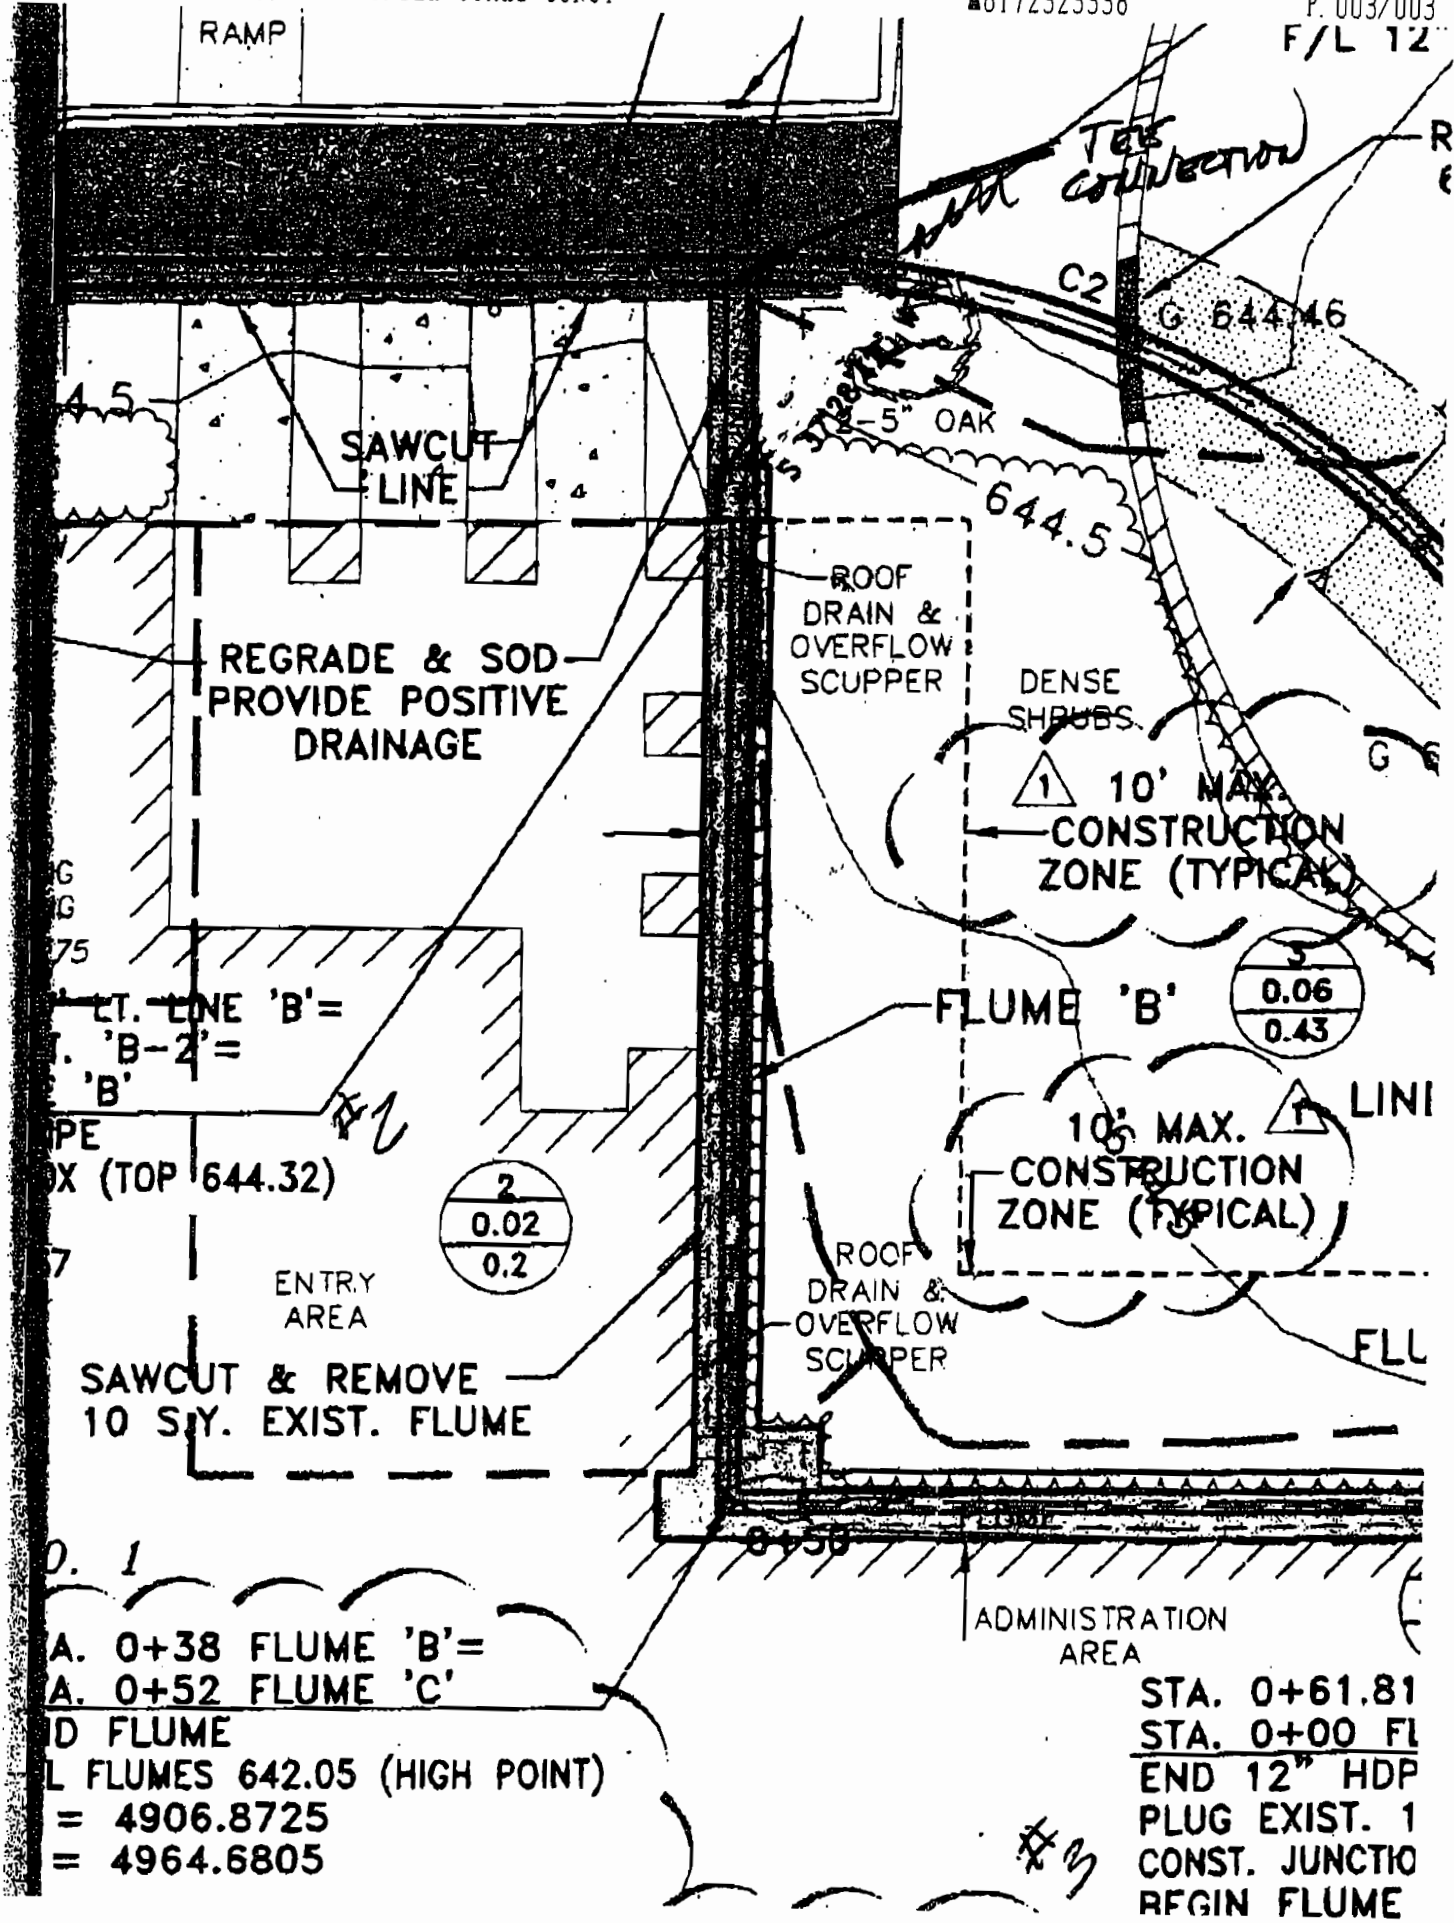 P. 003/003
RAMP
F/L 12"
TEE
CONNECTION
C2
G 644.46
4.5
SAWCUT
LINE
5" OAK
644.5
ROOF
DRAIN &
OVERFLOW
SCUPPER
REGRADE & SOD
PROVIDE POSITIVE
DRAINAGE
DENSE
SHRUBS
G
1 10' MAX.
CONSTRUCTION
ZONE (TYPICAL)
G
G
75
LT. LINE 'B'=
'B-2'=
'B'
PE
X (TOP 644.32)
7
#2
FLUME 'B'
3
0.06
0.43
1
LINI
10' MAX.
CONSTRUCTION
ZONE (TYPICAL)
2
0.02
0.2
ENTRY
AREA
ROOF
DRAIN &
OVERFLOW
SCUPPER
FLU
SAWCUT & REMOVE
10 S.Y. EXIST. FLUME
0+50
O. 1
A. 0+38 FLUME 'B'=
A. 0+52 FLUME 'C'
D FLUME
L FLUMES 642.05 (HIGH POINT)
= 4906.8725
= 4964.6805
ADMINISTRATION
AREA
STA. 0+61.81
STA. 0+00 FL
END 12" HDP
PLUG EXIST. 1
CONST. JUNCTIO
BEGIN FLUME
#3